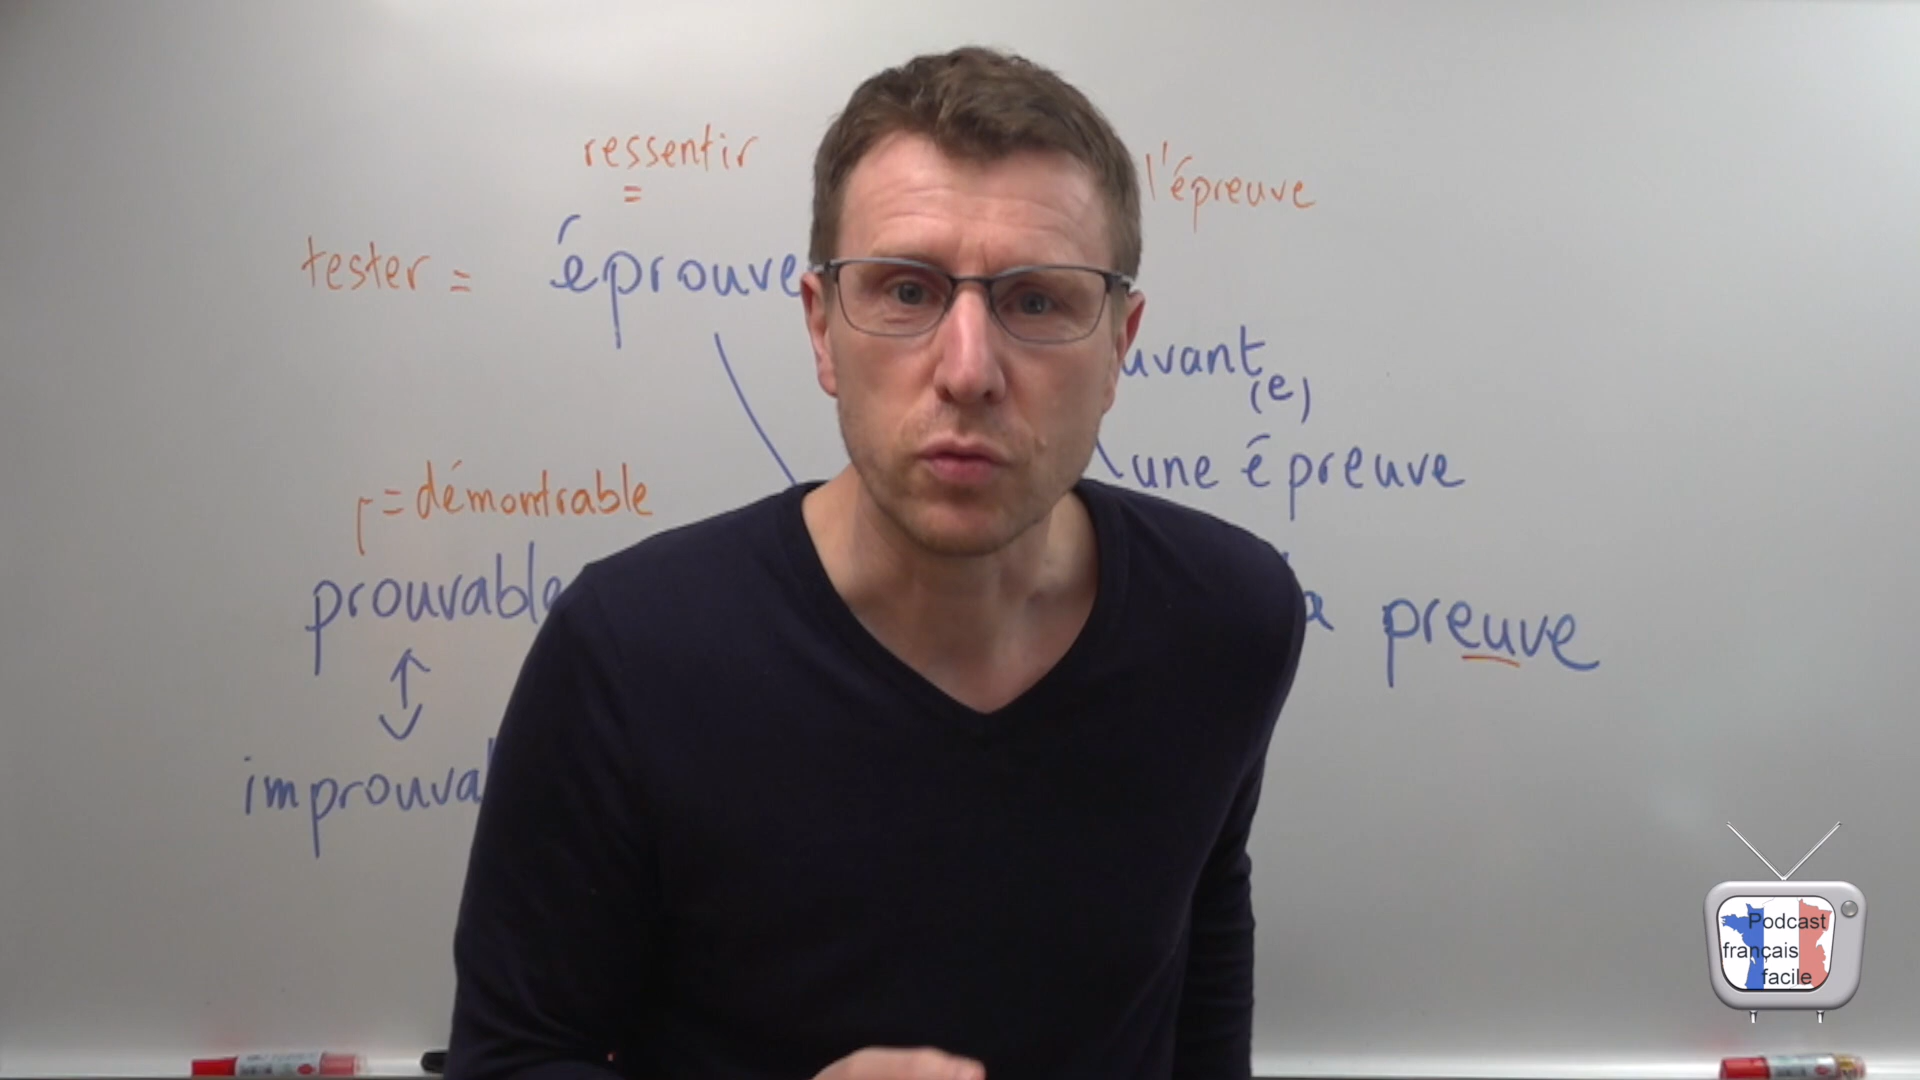 ressentir
=
l'épreuve
tester = éprouve
uvant
(e)
une épreuve
= démontrable
prouvable
a preuve
improuva
Podcast
français
facile